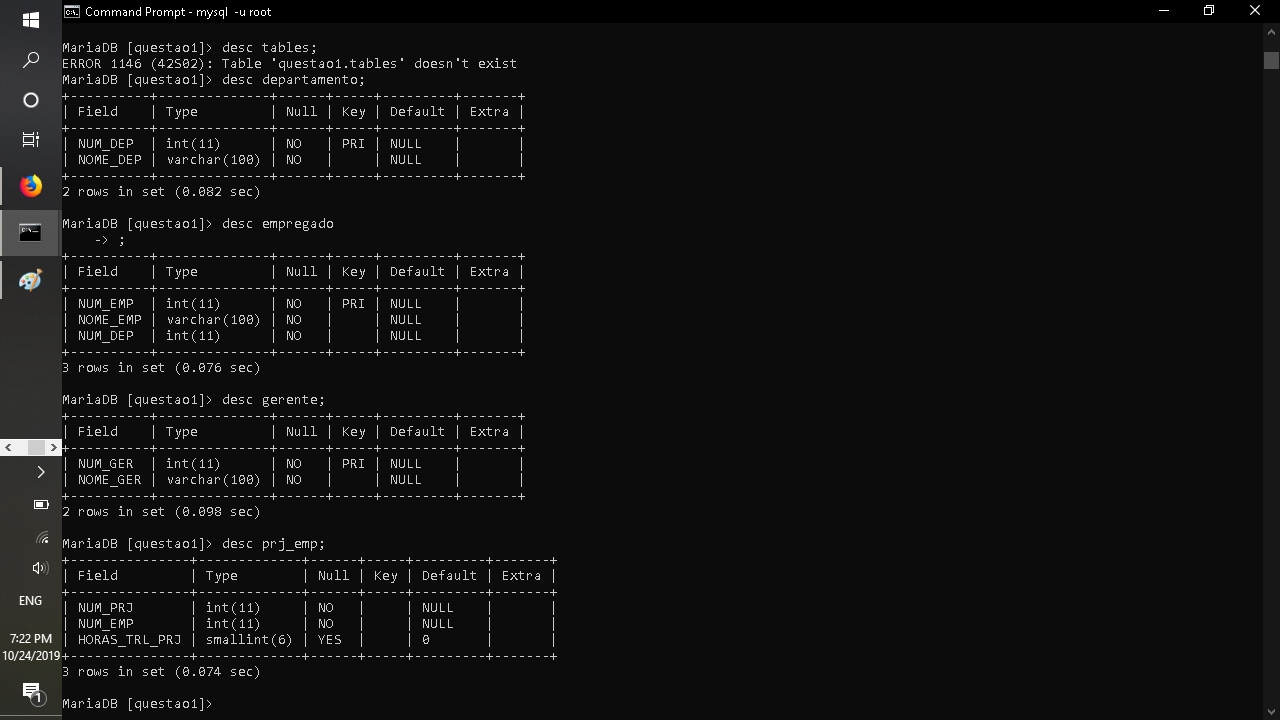 Command Prompt - mysql  -u root
MariaDB [questao1]> desc tables;
ERROR 1146 (42S02): Table 'questao1.tables' doesn't exist
MariaDB [questao1]> desc departamento;
+----------+--------------+------+-----+---------+-------+
| Field    | Type         | Null | Key | Default | Extra |
+----------+--------------+------+-----+---------+-------+
| NUM_DEP  | int(11)      | NO   | PRI | NULL    |       |
| NOME_DEP | varchar(100) | NO   |     | NULL    |       |
+----------+--------------+------+-----+---------+-------+
2 rows in set (0.082 sec)
MariaDB [questao1]> desc empregado
    -> ;
+----------+--------------+------+-----+---------+-------+
| Field    | Type         | Null | Key | Default | Extra |
+----------+--------------+------+-----+---------+-------+
| NUM_EMP  | int(11)      | NO   | PRI | NULL    |       |
| NOME_EMP | varchar(100) | NO   |     | NULL    |       |
| NUM_DEP  | int(11)      | NO   |     | NULL    |       |
+----------+--------------+------+-----+---------+-------+
3 rows in set (0.076 sec)
MariaDB [questao1]> desc gerente;
+----------+--------------+------+-----+---------+-------+
| Field    | Type         | Null | Key | Default | Extra |
+----------+--------------+------+-----+---------+-------+
| NUM_GER  | int(11)      | NO   | PRI | NULL    |       |
| NOME_GER | varchar(100) | NO   |     | NULL    |       |
+----------+--------------+------+-----+---------+-------+
2 rows in set (0.098 sec)
MariaDB [questao1]> desc prj_emp;
+---------------+-------------+------+-----+---------+-------+
| Field         | Type        | Null | Key | Default | Extra |
+---------------+-------------+------+-----+---------+-------+
| NUM_PRJ       | int(11)     | NO   |     | NULL    |       |
| NUM_EMP       | int(11)     | NO   |     | NULL    |       |
| HORAS_TRL_PRJ | smallint(6) | YES  |     | 0       |       |
+---------------+-------------+------+-----+---------+-------+
3 rows in set (0.074 sec)
MariaDB [questao1]>
ENG
7:22 PM
10/24/2019
1